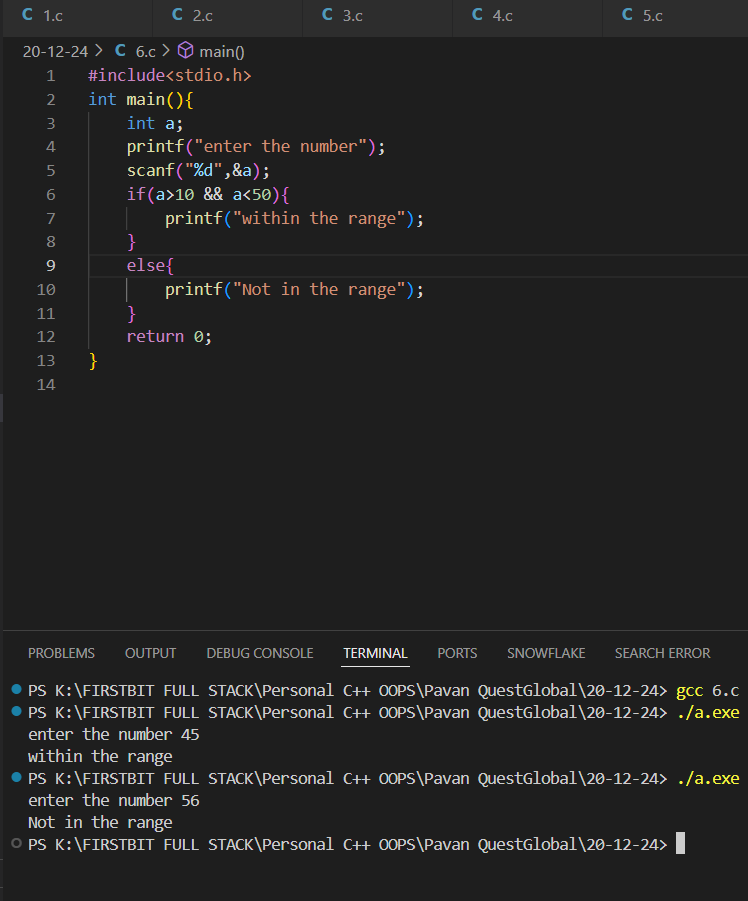 C 1.c C 2.c C 3.c C 4.c C 5.c
20-12-24 > C 6.c > main()
1 #include<stdio.h>
2 int main(){
3     int a;
4     printf("enter the number");
5     scanf("%d",&a);
6     if(a>10 && a<50){
7         printf("within the range");
8     }
9     else{
10         printf("Not in the range");
11     }
12     return 0;
13 }
14
PROBLEMS OUTPUT DEBUG CONSOLE TERMINAL PORTS SNOWFLAKE SEARCH ERROR
PS K:\FIRSTBIT FULL STACK\Personal C++ OOPS\Pavan QuestGlobal\20-12-24> gcc 6.c
PS K:\FIRSTBIT FULL STACK\Personal C++ OOPS\Pavan QuestGlobal\20-12-24> ./a.exe
enter the number 45
within the range
PS K:\FIRSTBIT FULL STACK\Personal C++ OOPS\Pavan QuestGlobal\20-12-24> ./a.exe
enter the number 56
Not in the range
PS K:\FIRSTBIT FULL STACK\Personal C++ OOPS\Pavan QuestGlobal\20-12-24>